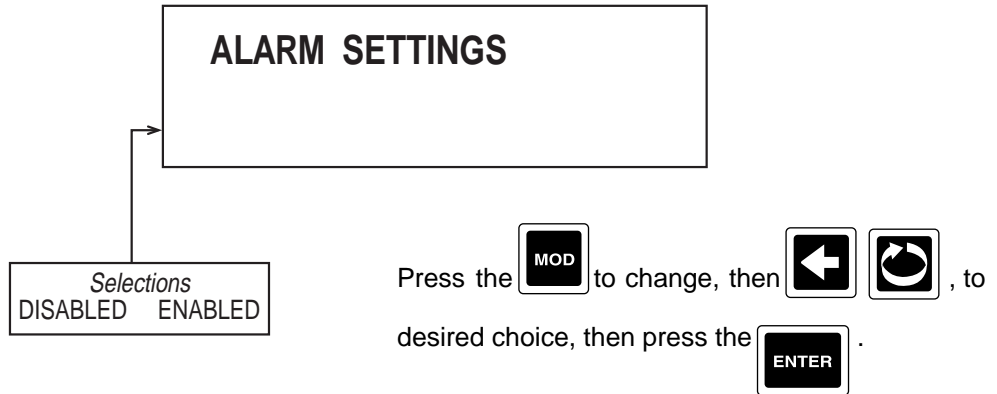 ALARM SETTINGS
Selections
DISABLED ENABLED
Press the MOD to change, then , to
desired choice, then press the ENTER .